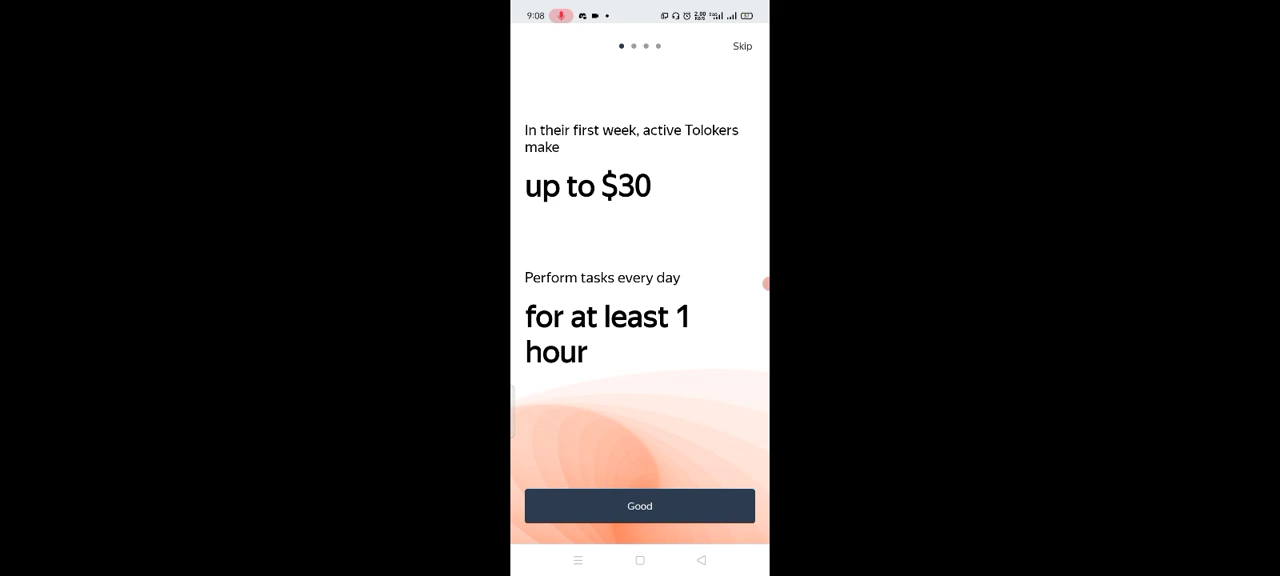 9:08
Skip
In their first week, active Tolokers
make
up to $30
Perform tasks every day
for at least 1
hour
Good